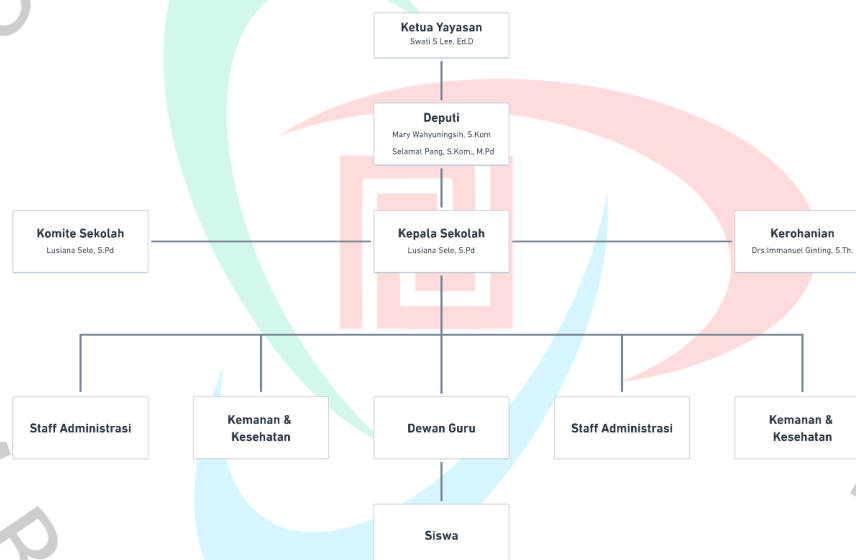 Ketua Yayasan
Swati S Lee, Ed.D
Deputi
Mary Wahyuningsih, S.Kom
Selamat Pang, S.Kom., M.Pd
Komite Sekolah
Lusiana Sele, S.Pd
Kepala Sekolah
Lusiana Sele, S.Pd
Kerohanian
Drs.Immanuel Ginting, S.Th.
Staff Administrasi
Kemanan &
Kesehatan
Dewan Guru
Staff Administrasi
Kemanan &
Kesehatan
Siswa